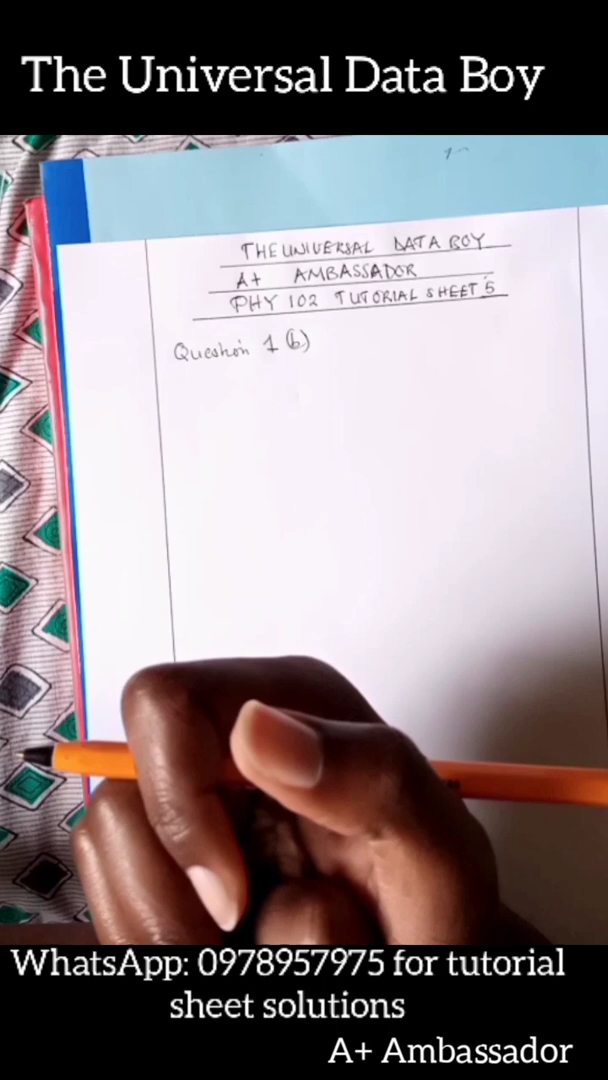 The Universal Data Boy
THE UNIVERSAL DATA BOY
A+ AMBASSADOR
PHY 102 TUTORIAL SHEET 5
Question 1 (b)
WhatsApp: 0978957975 for tutorial
sheet solutions
A+ Ambassador